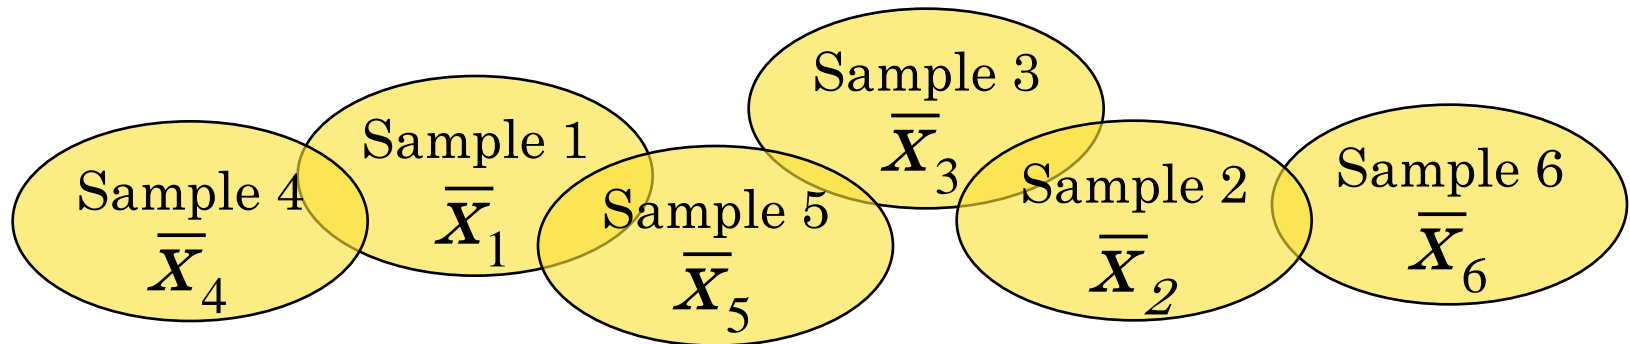 Sample 4
x̄₄
Sample 1
x̄₁
Sample 5
x̄₅
Sample 3
x̄₃
Sample 2
x̄₂
Sample 6
x̄₆